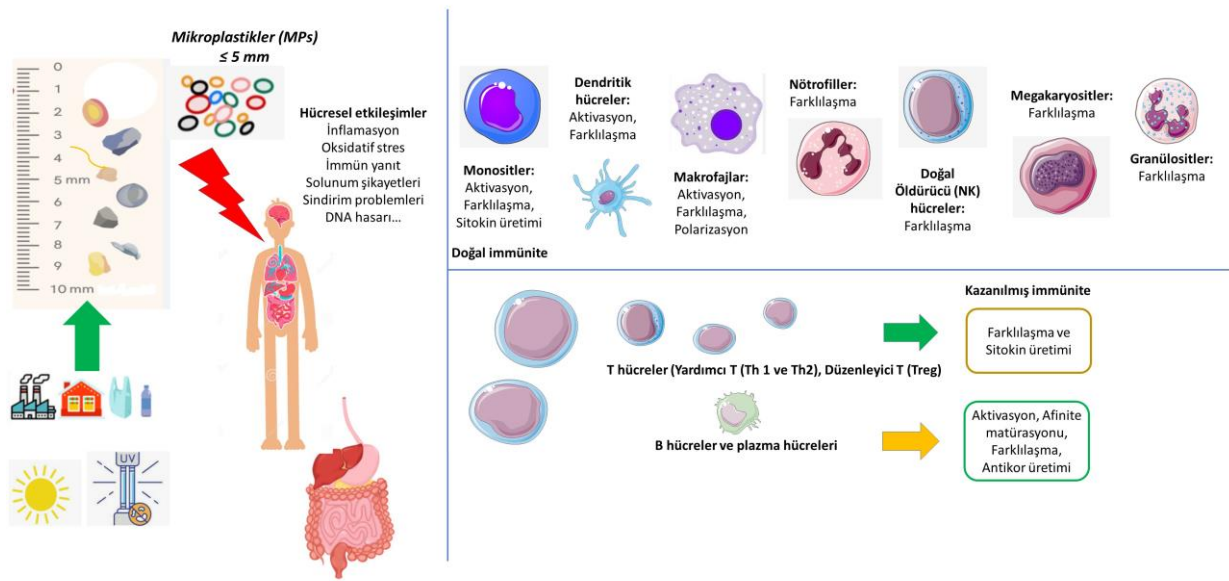 Mikroplastikler (MPs)
≤ 5 mm
0
1
2
3
4
5 mm
6
7
8
9
10 mm
Hücresel etkileşimler
İnflamasyon
Oksidatif stres
İmmün yanıt
Solunum şikayetleri
Sindirim problemleri
DNA hasarı...
UV
Monositler:
Aktivasyon,
Farklılaşma,
Sitokin üretimi
Dendritik
hücreler:
Aktivasyon,
Farklılaşma
Makrofajlar:
Aktivasyon,
Farklılaşma,
Polarizasyon
Nötrofiller:
Farklılaşma
Doğal
Öldürücü (NK)
hücreler:
Farklılaşma
Megakaryositler:
Farklılaşma
Granülositler:
Farklılaşma
Doğal immünite
Kazanılmış immünite
Farklılaşma ve
Sitokin üretimi
T hücreler (Yardımcı T (Th 1 ve Th2), Düzenleyici T (Treg)
B hücreler ve plazma hücreleri
Aktivasyon, Afinite
matürasyonu,
Farklılaşma,
Antikor üretimi